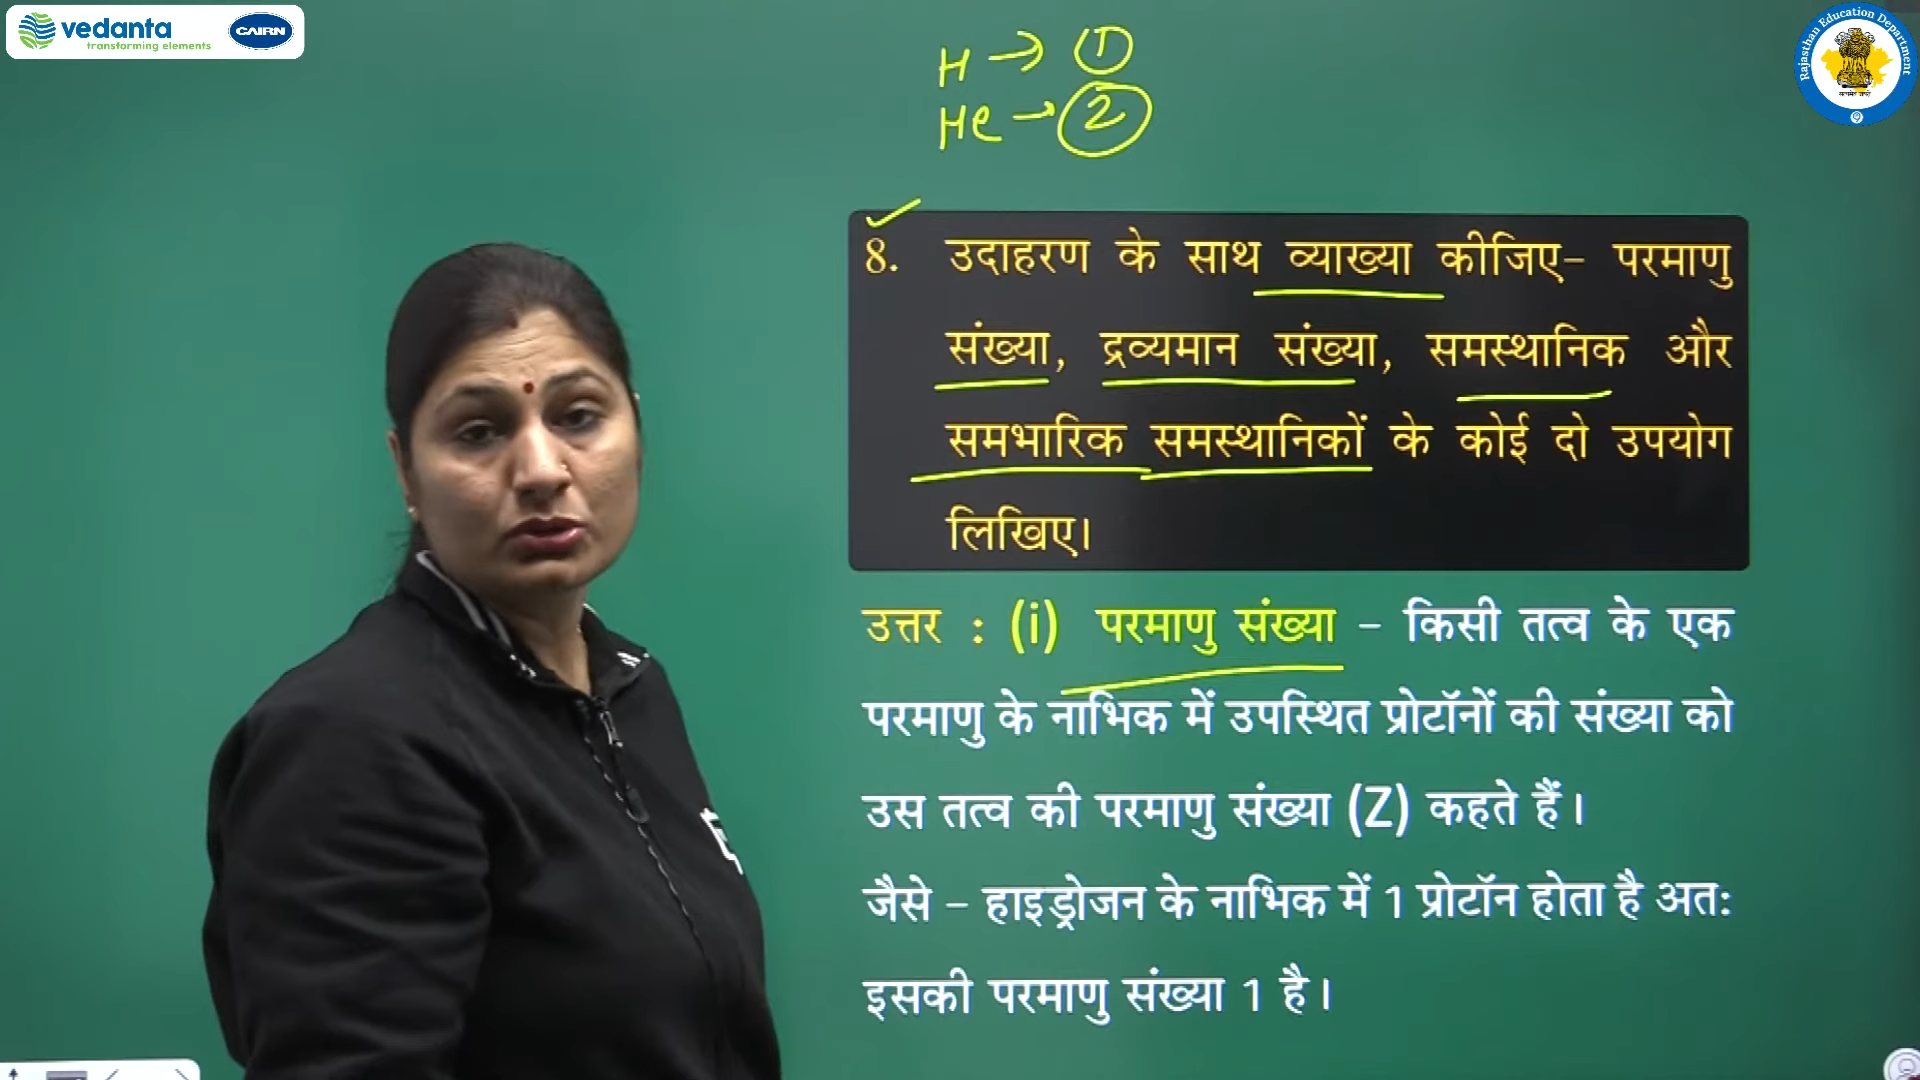 vedanta
transforming elements
CAIRN
Rajasthan Education Department
H → 1
He → 2
8. उदाहरण के साथ व्याख्या कीजिए– परमाणु
संख्या, द्रव्यमान संख्या, समस्थानिक और
समभारिक समस्थानिकों के कोई दो उपयोग
लिखिए।
उत्तर : (i) परमाणु संख्या – किसी तत्व के एक
परमाणु के नाभिक में उपस्थित प्रोटॉनों की संख्या को
उस तत्व की परमाणु संख्या (Z) कहते हैं।
जैसे – हाइड्रोजन के नाभिक में 1 प्रोटॉन होता है अत:
इसकी परमाणु संख्या 1 है।